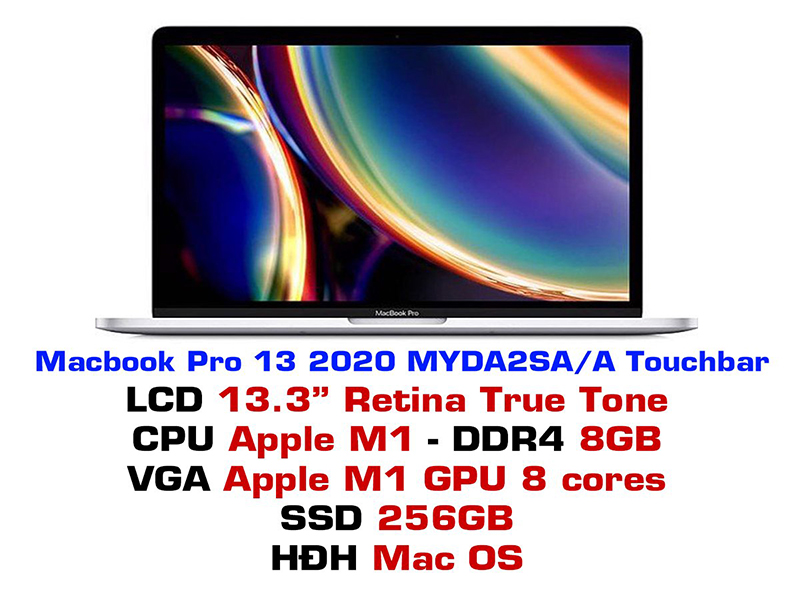 MacBook Pro
Macbook Pro 13 2020 MYDA2SA/A Touchbar
LCD 13.3” Retina True Tone
CPU Apple M1 - DDR4 8GB
VGA Apple M1 GPU 8 cores
SSD 256GB
HĐH Mac OS